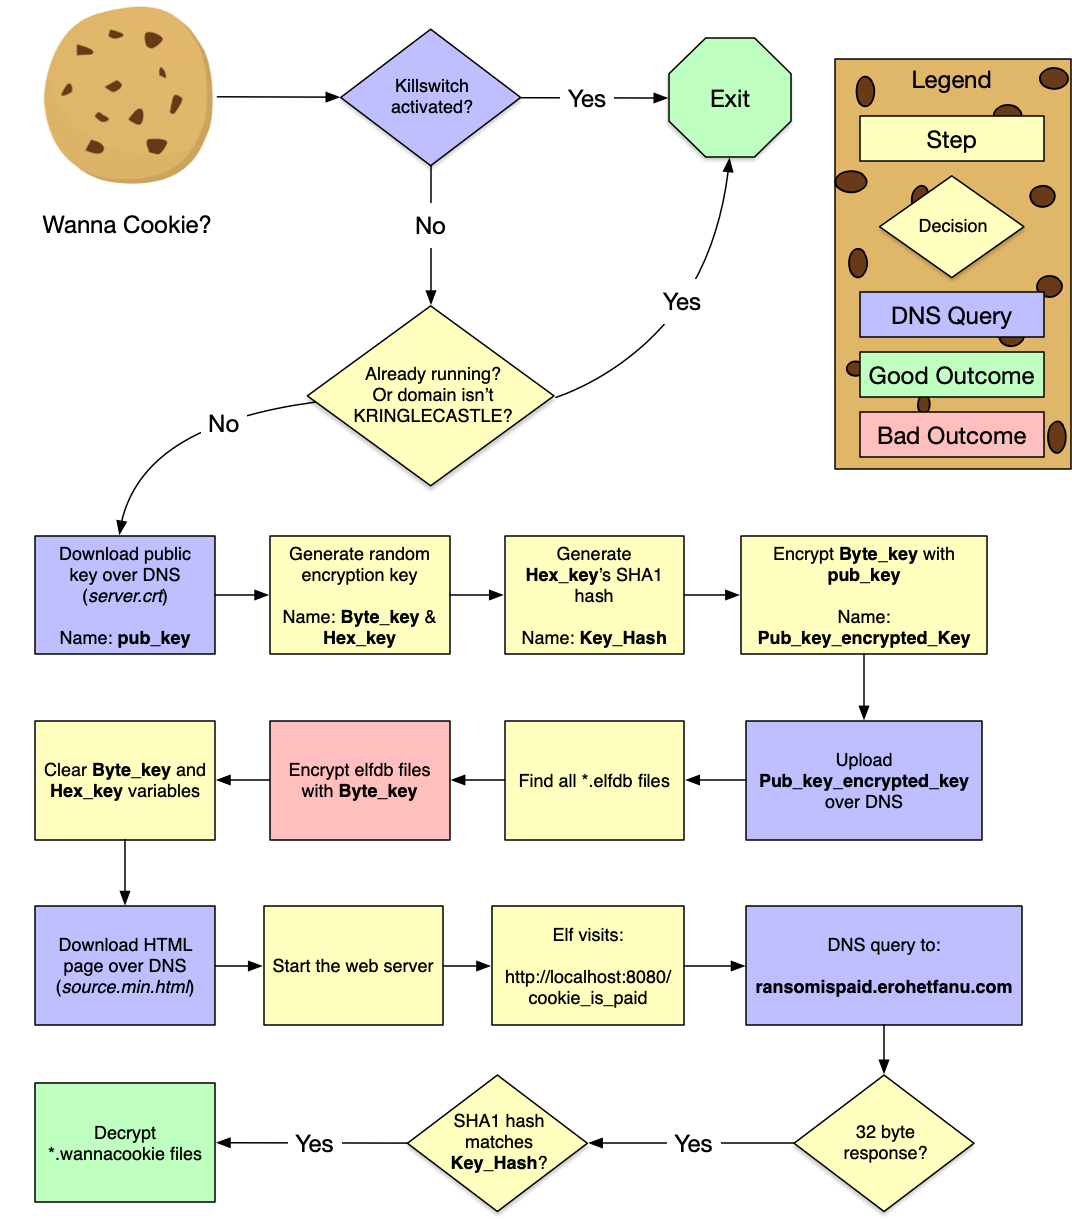 Wanna Cookie?
Killswitch
activated?
Yes
Exit
No
Already running?
Or domain isn't
KRINGLECASTLE?
Yes
No
Legend
Step
Decision
DNS Query
Good Outcome
Bad Outcome
Download public
key over DNS
(server.crt)
Name: pub_key
Generate random
encryption key
Name: Byte_key &
Hex_key
Generate
Hex_key's SHA1
hash
Name: Key_Hash
Encrypt Byte_key with
pub_key
Name:
Pub_key_encrypted_Key
Upload
Pub_key_encrypted_key
over DNS
Find all *.elfdb files
Encrypt elfdb files
with Byte_key
Clear Byte_key and
Hex_key variables
Download HTML
page over DNS
(source.min.html)
Start the web server
Elf visits:
http://localhost:8080/
cookie_is_paid
DNS query to:
ransomispaid.erohetfanu.com
32 byte
response?
Yes
SHA1 hash
matches
Key_Hash?
Yes
Decrypt
*.wannacookie files